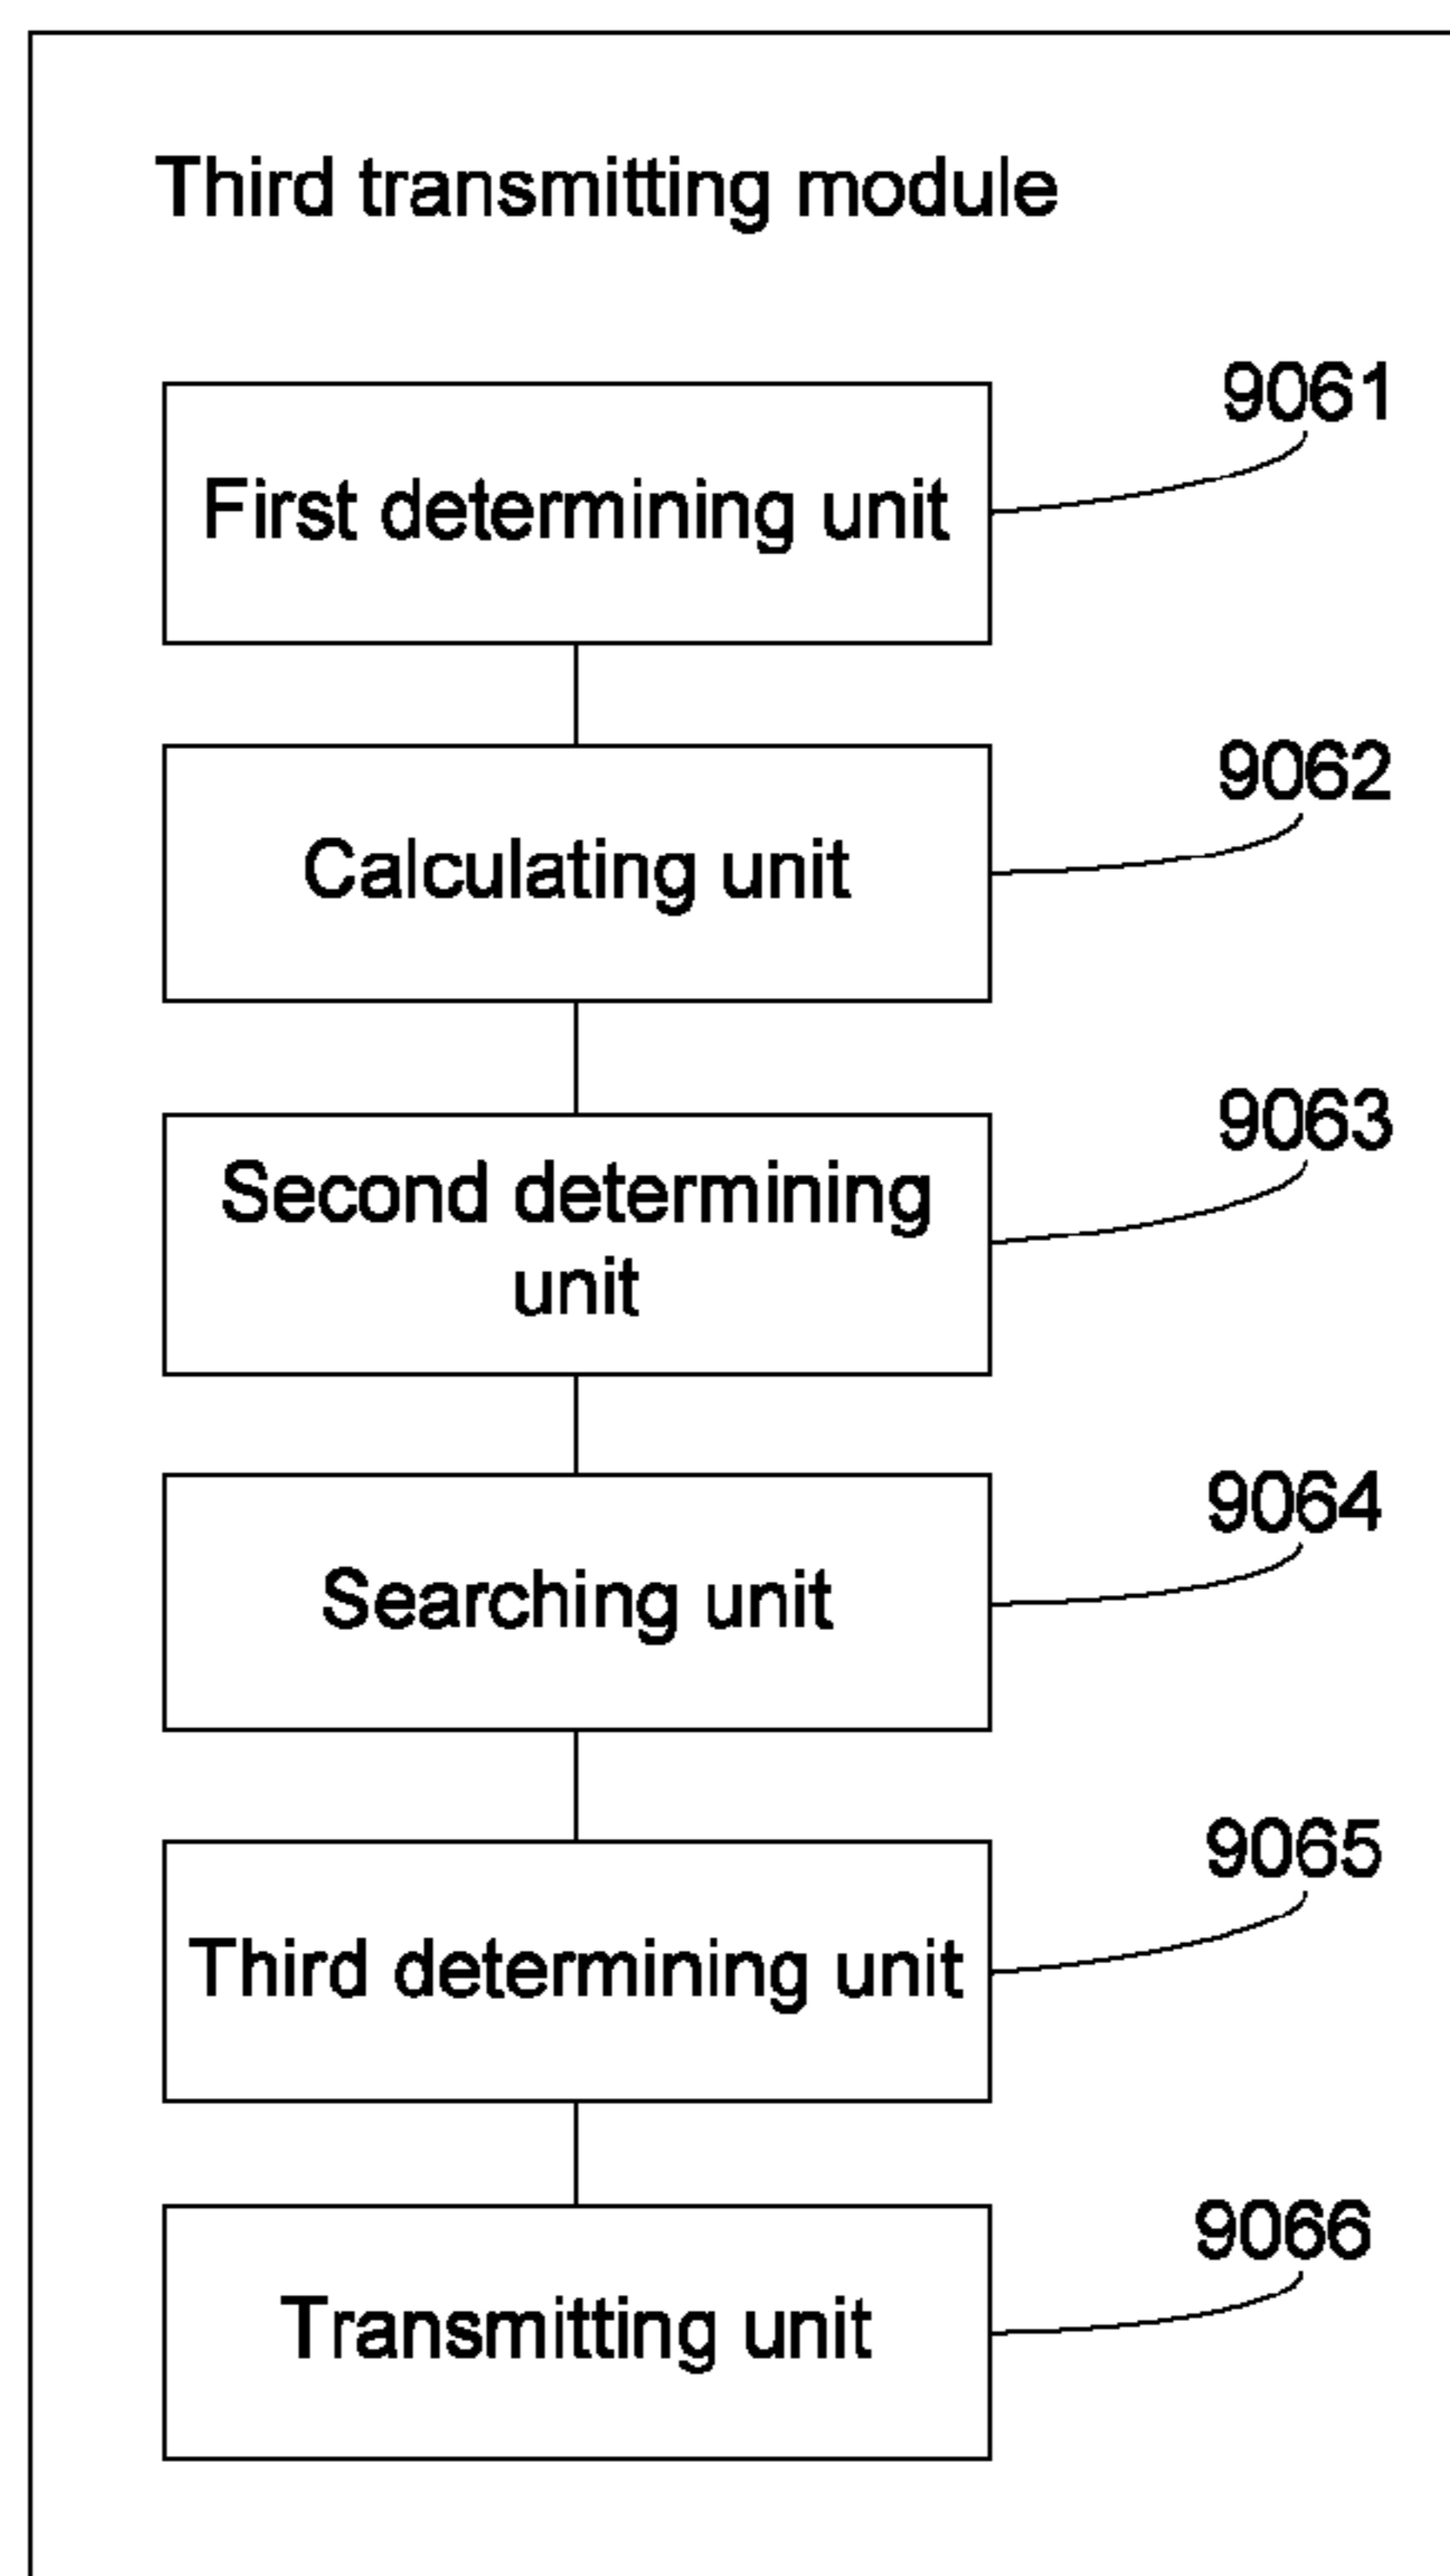 Third transmitting module
9061
First determining unit
9062
Calculating unit
9063
Second determining
unit
9064
Searching unit
9065
Third determining unit
9066
Transmitting unit